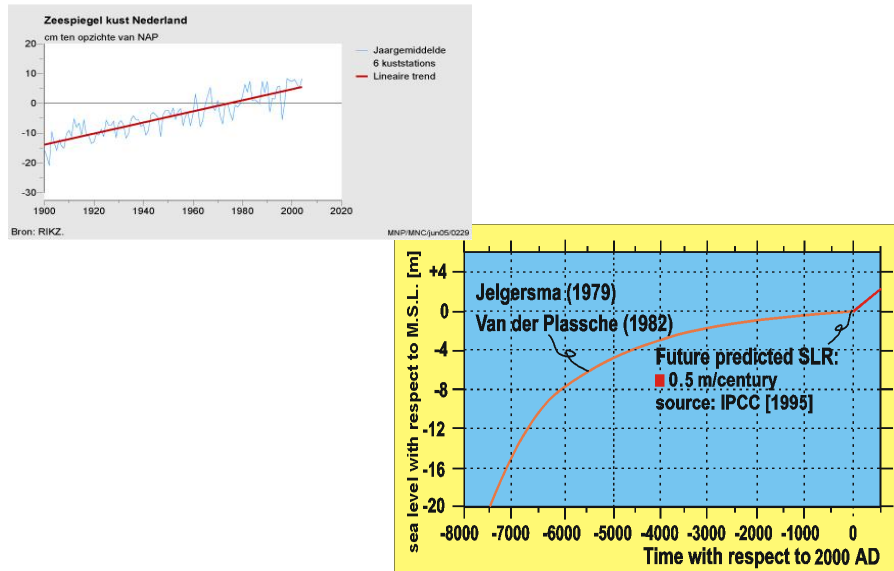 Zeespiegel kust Nederland
cm ten opzichte van NAP
20
10
0
-10
-20
-30
1900 1920 1940 1960 1980 2000 2020
Jaargemiddelde
6 kuststations
Lineaire trend
Bron: RIKZ.
MNP/MNC/jun05/0229
sea level with respect to M.S.L. [m]
+4
0
-4
-8
-12
-16
-20
Jelgersma (1979)
Van der Plassche (1982)
Future predicted SLR:
0.5 m/century
source: IPCC [1995]
-8000 -7000 -6000 -5000 -4000 -3000 -2000 -1000 0
Time with respect to 2000 AD